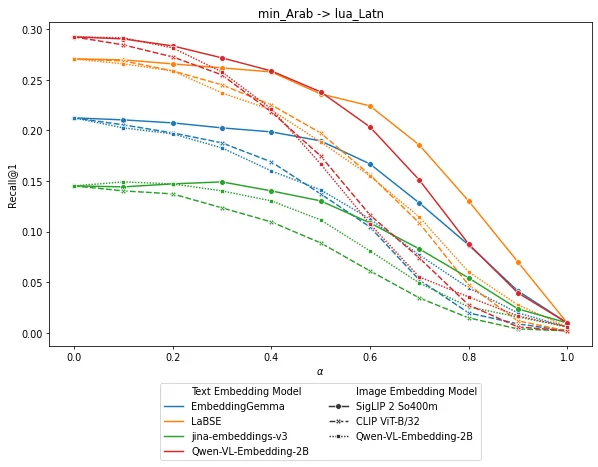 min_Arab -> lua_Latn
Recall@1
0.30
0.25
0.20
0.15
0.10
0.05
0.00
0.0 0.2 0.4 0.6 0.8 1.0
α
Text Embedding Model
EmbeddingGemma
LaBSE
jina-embeddings-v3
Qwen-VL-Embedding-2B
Image Embedding Model
SigLIP 2 So400m
CLIP ViT-B/32
Qwen-VL-Embedding-2B